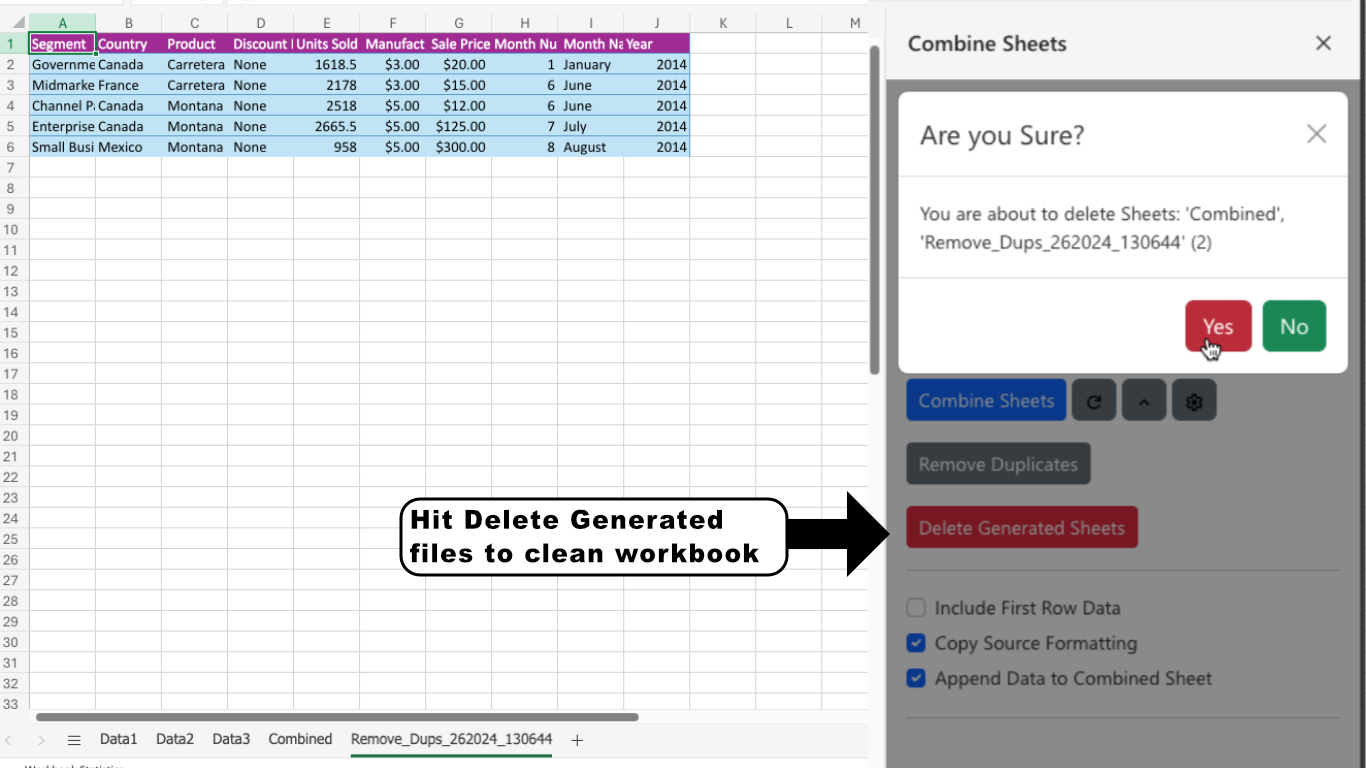 A B C D E F G H I J K L M
1 Segment Country Product Discount Units Sold Manufact Sale Price Month Nu Month Na Year
2 Governme Canada Carretera None 1618.5 $3.00 $20.00 1 January 2014
3 Midmarke France Carretera None 2178 $3.00 $15.00 6 June 2014
4 Channel Pa Canada Montana None 2518 $5.00 $12.00 6 June 2014
5 Enterprise Canada Montana None 2665.5 $5.00 $125.00 7 July 2014
6 Small Busi Mexico Montana None 958 $5.00 $300.00 8 August 2014
7
8
9
10
11
12
13
14
15
16
17
18
19
20
21
22
23
24
25
26
27
28
29
30
31
32
33
Hit Delete Generated
files to clean workbook
Data1 Data2 Data3 Combined Remove_Dups_262024_130644 +
Combine Sheets
Are you Sure?
You are about to delete Sheets: 'Combined',
'Remove_Dups_262024_130644' (2)
Yes No
Combine Sheets
Remove Duplicates
Delete Generated Sheets
Include First Row Data
Copy Source Formatting
Append Data to Combined Sheet